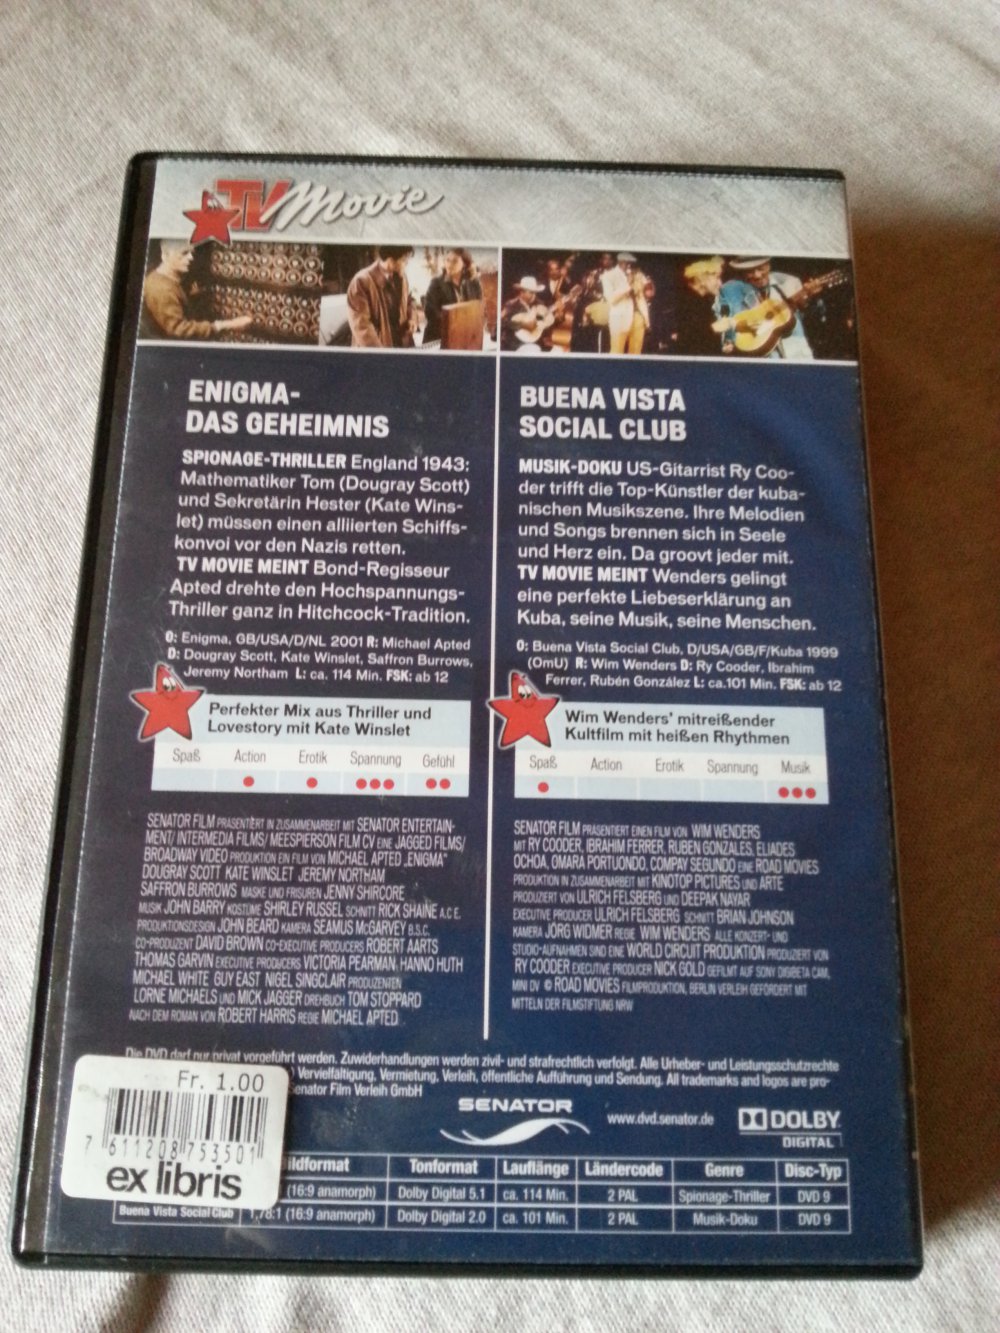 TV Movie
ENIGMA-
DAS GEHEIMNIS
SPIONAGE-THRILLER England 1943:
Mathematiker Tom (Dougray Scott)
und Sekretärin Hester (Kate Wins-
let) müssen einen alliierten Schiffs-
konvoi vor den Nazis retten.
TV MOVIE MEINT Bond-Regisseur
Apted drehte den Hochspannungs-
Thriller ganz in Hitchcock-Tradition.
O: Enigma, GB/USA/D/NL 2001 R: Michael Apted
D: Dougray Scott, Kate Winslet, Saffron Burrows,
Jeremy Northam L: ca. 114 Min. FSK: ab 12
Perfekter Mix aus Thriller und
Lovestory mit Kate Winslet
Spaß Action Erotik Spannung Gefühl
SENATOR FILM PRÄSENTIERT IN ZUSAMMENARBEIT MIT SENATOR ENTERTAIN-
MENT/ INTERMEDIA FILMS/ MEESPIERSON FILM CV EINE JAGGED FILMS/
BROADWAY VIDEO PRODUKTION EIN FILM VON MICHAEL APTED „ENIGMA"
DOUGRAY SCOTT KATE WINSLET JEREMY NORTHAM
SAFFRON BURROWS MASKE UND FRISUREN JENNY SHIRCORE
MUSIK JOHN BARRY KOSTÜME SHIRLEY RUSSEL SCHNITT RICK SHAINE A.C.E.
PRODUKTIONSDESIGN JOHN BEARD KAMERA SEAMUS McGARVEY B.S.C.
CO-PRODUZENT DAVID BROWN CO-EXECUTIVE PRODUCERS ROBERT AARTS
THOMAS GARVIN EXECUTIVE PRODUCERS VICTORIA PEARMAN, HANNO HUTH
MICHAEL WHITE GUY EAST NIGEL SINGCLAIR PRODUZENTEN
LORNE MICHAELS UND MICK JAGGER DREHBUCH TOM STOPPARD
NACH DEM ROMAN VON ROBERT HARRIS REGIE MICHAEL APTED
BUENA VISTA
SOCIAL CLUB
MUSIK-DOKU US-Gitarrist Ry Coo-
der trifft die Top-Künstler der kuba-
nischen Musikszene. Ihre Melodien
und Songs brennen sich in Seele
und Herz ein. Da groovt jeder mit.
TV MOVIE MEINT Wenders gelingt
eine perfekte Liebeserklärung an
Kuba, seine Musik, seine Menschen.
O: Buena Vista Social Club, D/USA/GB/F/Kuba 1999
(OmU) R: Wim Wenders D: Ry Cooder, Ibrahim
Ferrer, Rubén González L: ca.101 Min. FSK: ab 12
Wim Wenders' mitreißender
Kultfilm mit heißen Rhythmen
Spaß Action Erotik Spannung Musik
SENATOR FILM PRÄSENTIERT EINEN FILM VON WIM WENDERS
MIT RY COODER, IBRAHIM FERRER, RUBEN GONZALES, ELIADES
OCHOA, OMARA PORTUONDO, COMPAY SEGUNDO EINE ROAD MOVIES
PRODUKTION IN ZUSAMMENARBEIT MIT KINOTOP PICTURES UND ARTE
PRODUZIERT VON ULRICH FELSBERG UND DEEPAK NAYAR
EXECUTIVE PRODUCER ULRICH FELSBERG SCHNITT BRIAN JOHNSON
KAMERA JÖRG WIDMER REGIE WIM WENDERS ALLE KONZERT- UND
STUDIO-AUFNAHMEN SIND EINE WORLD CIRCUIT PRODUKTION PRODUZIERT VON
RY COODER EXECUTIVE PRODUCER NICK GOLD GEFILMT AUF SONY DIGIBETA CAM,
MINI DV © ROAD MOVIES FILMPRODUKTION, BERLIN VERLEIH GEFÖRDERT MIT
MITTELN DER FILMSTIFTUNG NRW
Die DVD darf nur privat vorgeführt werden. Zuwiderhandlungen werden zivil- und strafrechtlich verfolgt. Alle Urheber- und Leistungsschutzrechte
) Vervielfältigung, Vermietung, Verleih, öffentliche Aufführung und Sendung. All trademarks and logos are pro-
enator Film Verleih GmbH
SENATOR www.dvd.senator.de DOLBY
DIGITAL
Fr. 1.00
7 611208 753501
ex libris
ildformat Tonformat Lauflänge Ländercode Genre Disc-Typ
(16:9 anamorph) Dolby Digital 5.1 ca. 114 Min. 2 PAL Spionage-Thriller DVD 9
Buena Vista Social Club 1,78:1 (16:9 anamorph) Dolby Digital 2.0 ca. 101 Min. 2 PAL Musik-Doku DVD 9